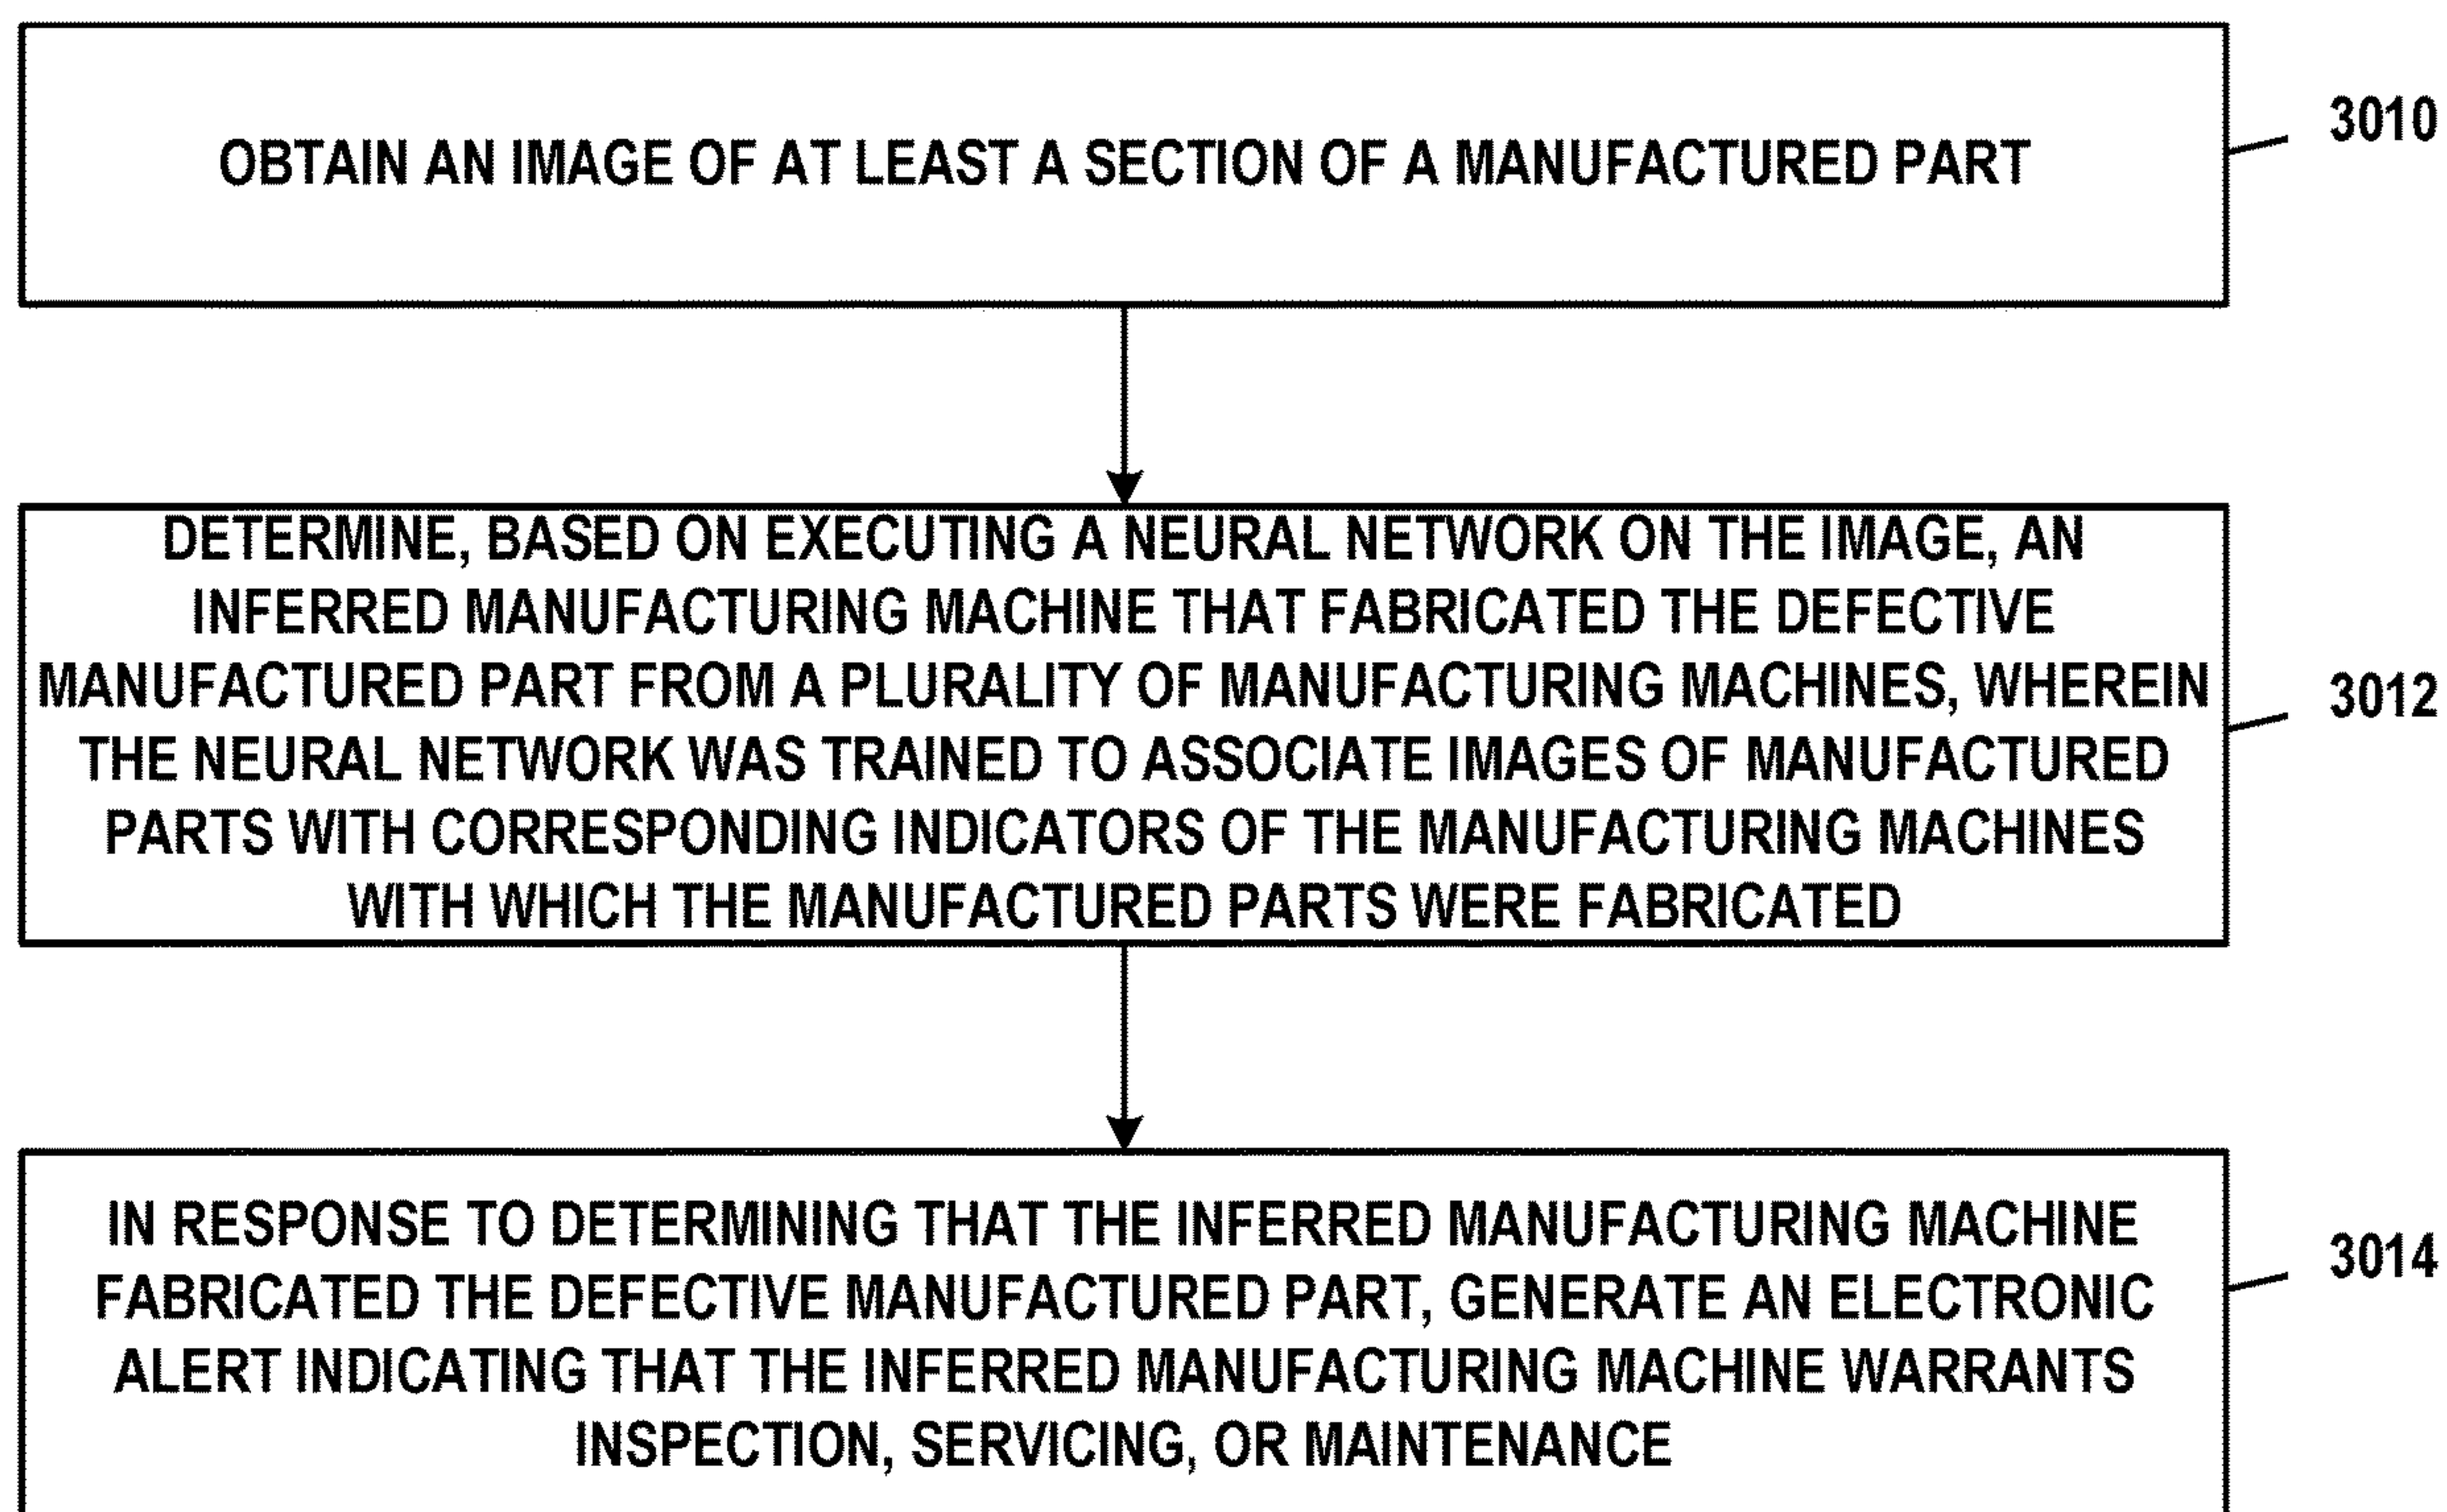 OBTAIN AN IMAGE OF AT LEAST A SECTION OF A MANUFACTURED PART
3010
DETERMINE, BASED ON EXECUTING A NEURAL NETWORK ON THE IMAGE, AN
INFERRED MANUFACTURING MACHINE THAT FABRICATED THE DEFECTIVE
MANUFACTURED PART FROM A PLURALITY OF MANUFACTURING MACHINES, WHEREIN
THE NEURAL NETWORK WAS TRAINED TO ASSOCIATE IMAGES OF MANUFACTURED
PARTS WITH CORRESPONDING INDICATORS OF THE MANUFACTURING MACHINES
WITH WHICH THE MANUFACTURED PARTS WERE FABRICATED
3012
IN RESPONSE TO DETERMINING THAT THE INFERRED MANUFACTURING MACHINE
FABRICATED THE DEFECTIVE MANUFACTURED PART, GENERATE AN ELECTRONIC
ALERT INDICATING THAT THE INFERRED MANUFACTURING MACHINE WARRANTS
INSPECTION, SERVICING, OR MAINTENANCE
3014